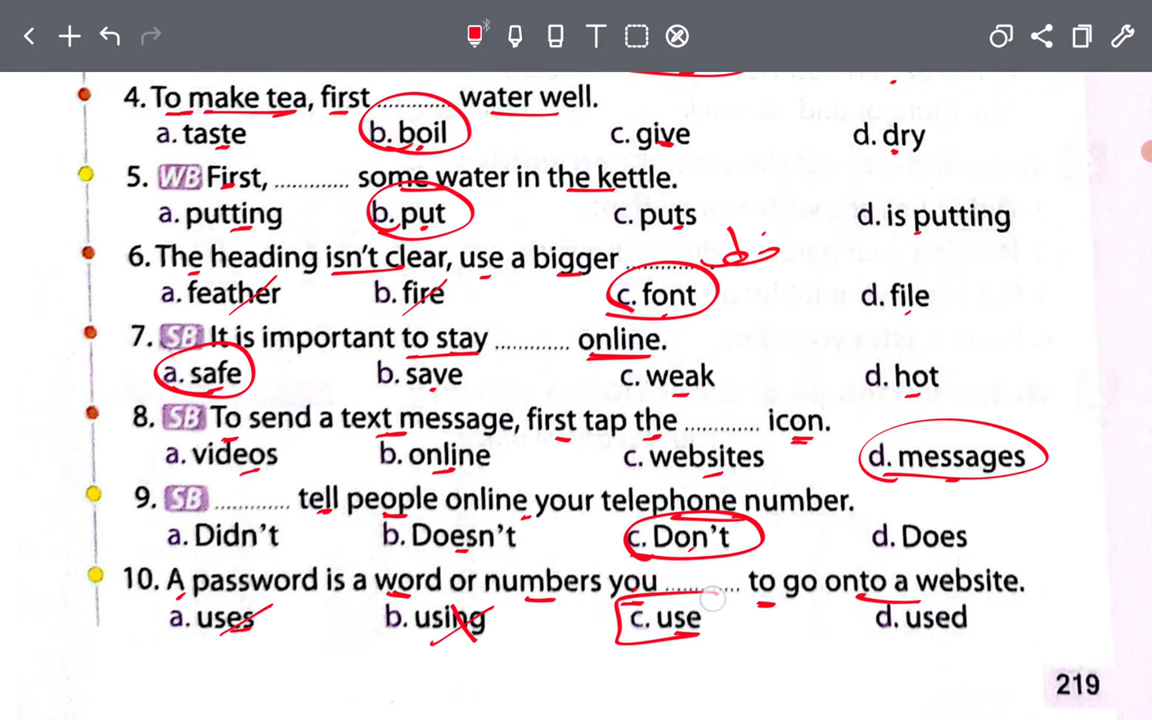 4. To make tea, first ............ water well.
a. taste b. boil c. give d. dry
5. WB First, ............ some water in the kettle.
a. putting b. put c. puts d. is putting
6. The heading isn't clear, use a bigger ............
a. feather b. fire c. font d. file
7. SB It is important to stay ............ online.
a. safe b. save c. weak d. hot
8. SB To send a text message, first tap the ............ icon.
a. videos b. online c. websites d. messages
9. SB ............ tell people online your telephone number.
a. Didn't b. Doesn't c. Don't d. Does
10. A password is a word or numbers you ............ to go onto a website.
a. uses b. using c. use d. used
219